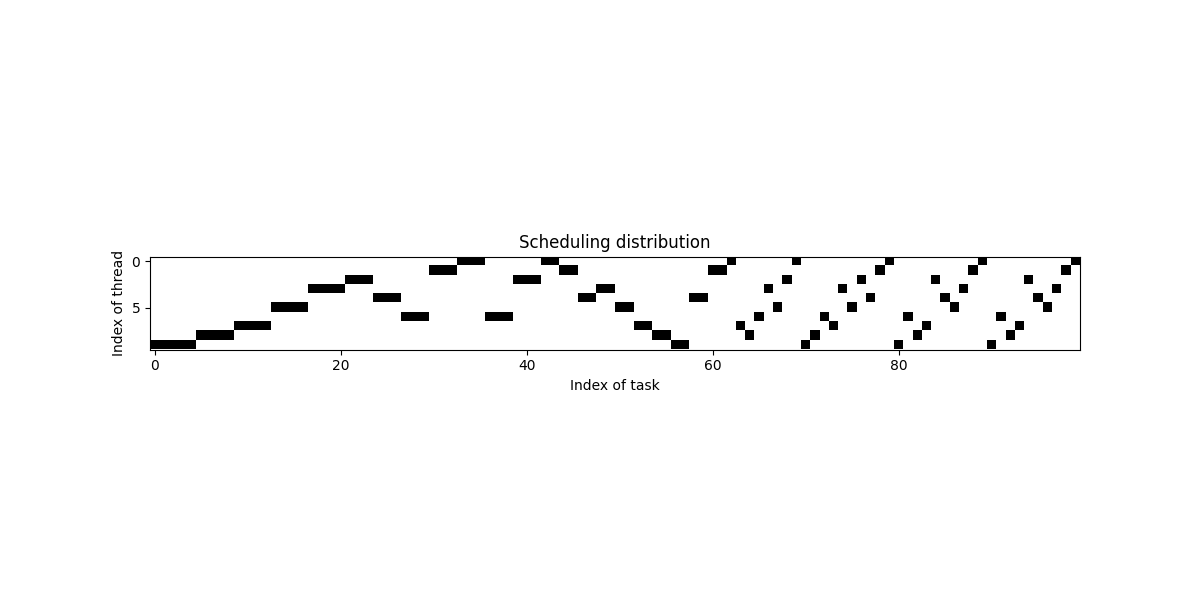 Scheduling distribution
Index of thread
0
5
0 20 40 60 80
Index of task